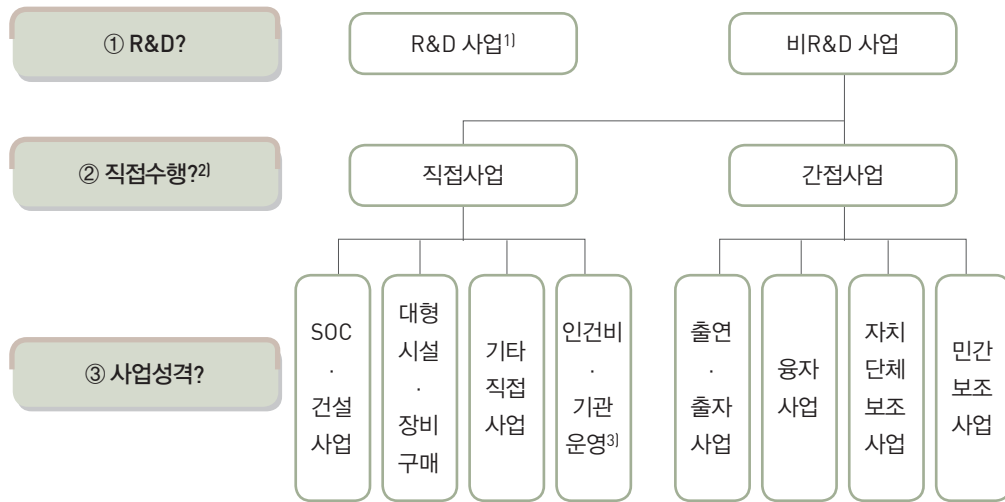 ① R&D?
R&D 사업1)
비R&D 사업
② 직접수행?2)
직접사업
간접사업
③ 사업성격?
SOC
·
건설
사업
대형
시설
·
장비
구매
기타
직접
사업
인건비
·
기관
운영3)
출연
·
출자
사업
융자
사업
자치
단체
보조
사업
민간
보조
사업